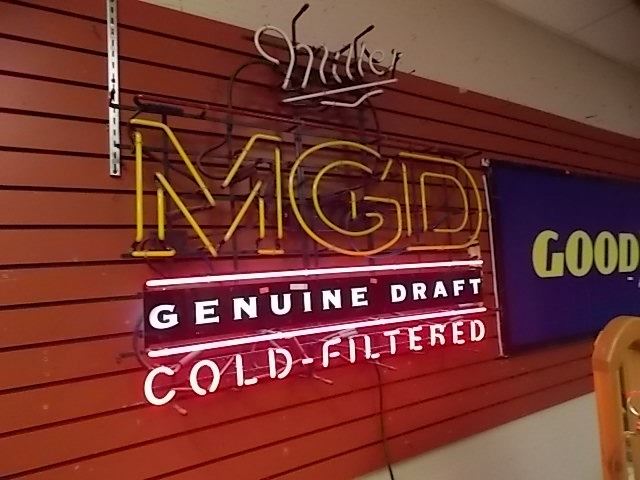 Miller
MGD
GENUINE DRAFT
COLD-FILTERED
GOOD